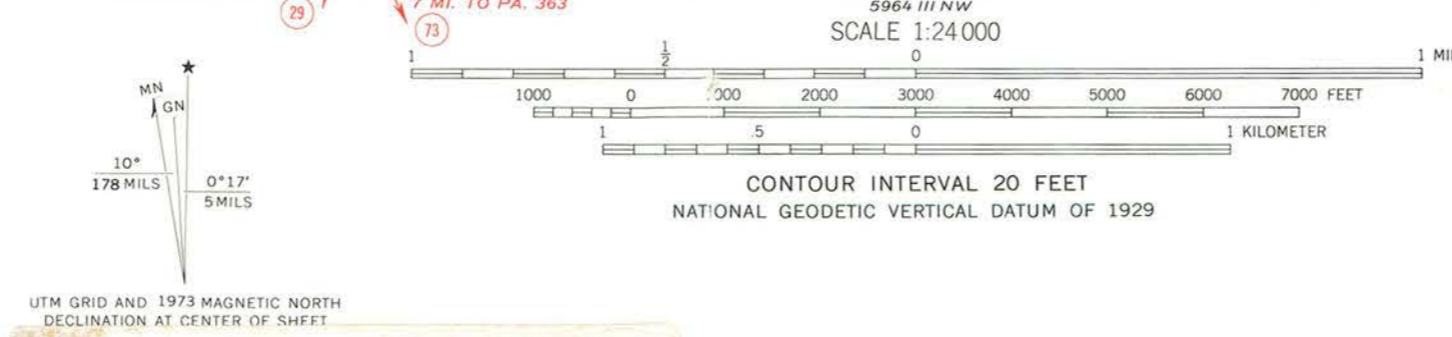 7 MI. TO PA. 363
29
73
5964 III NW
SCALE 1:24 000
1 ½ 0 1
1000 0 2000 3000 4000 5000 6000 7000 FEET
1 .5 0 1 KILOMETER
CONTOUR INTERVAL 20 FEET
NATIONAL GEODETIC VERTICAL DATUM OF 1929
★
MN
GN
10°
178 MILS
0°17′
5 MILS
UTM GRID AND 1973 MAGNETIC NORTH
DECLINATION AT CENTER OF SHEET